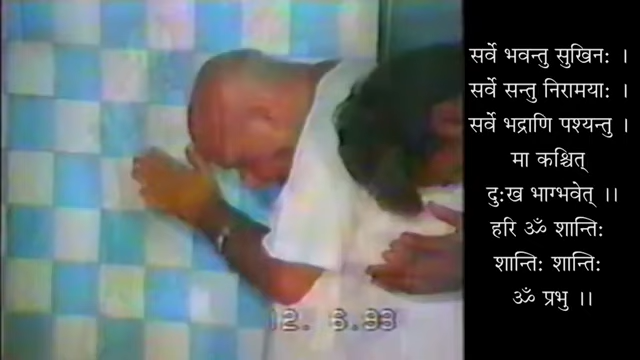 सर्वे भवन्तु सुखिन: ।
सर्वे सन्तु निरामया: ।
सर्वे भद्राणि पश्यन्तु ।
मा कश्चित्
दु:ख भाग्भवेत् ।।
हरि ॐ शान्ति:
शान्ति: शान्ति:
ॐ प्रभु ।।
12. 6.93